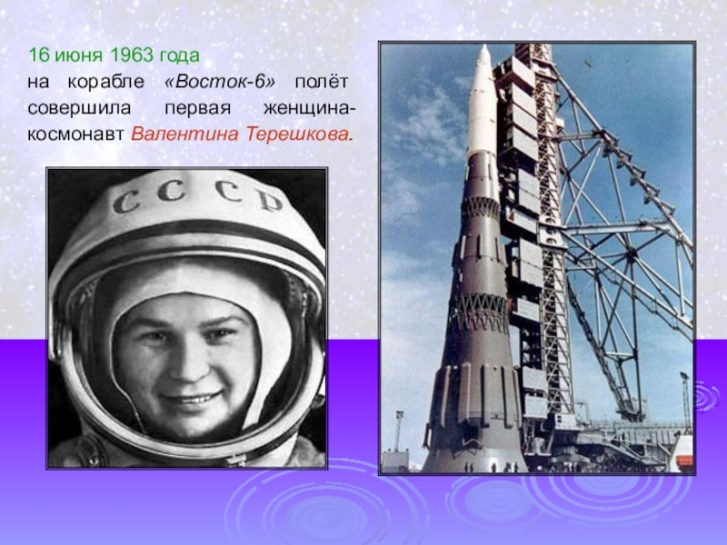 16 июня 1963 года
на корабле «Восток-6» полёт
совершила первая женщина-
космонавт Валентина Терешкова.
СССР